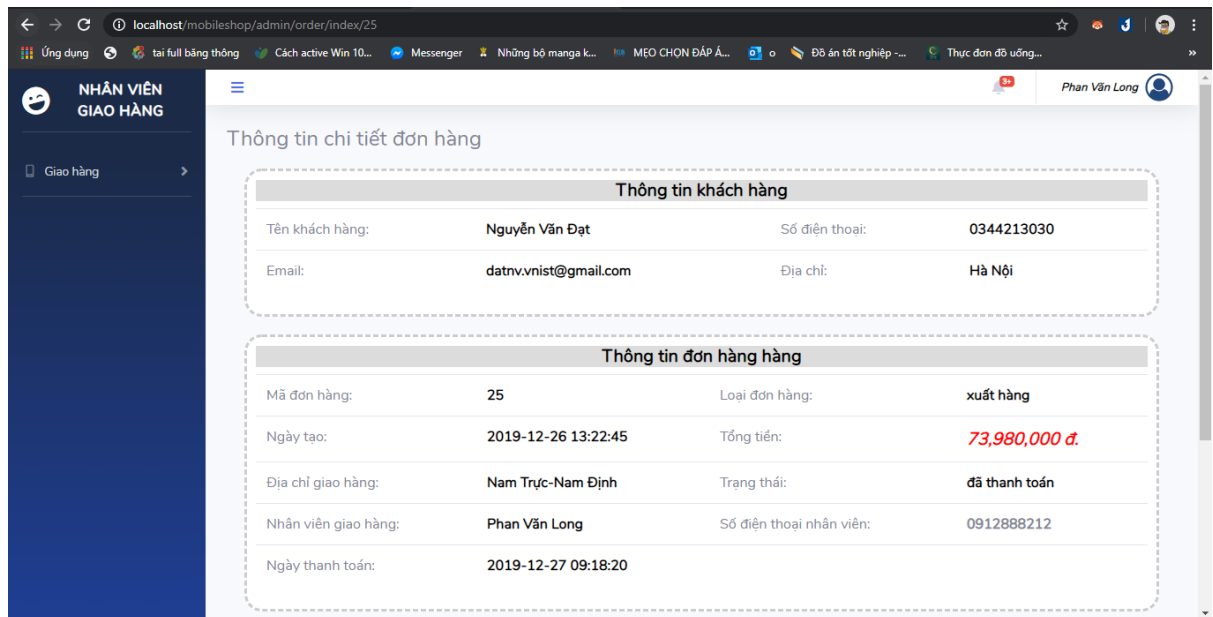 localhost/mobileshop/admin/order/index/25
Ứng dụng tai full băng thông Cách active Win 10... Messenger Những bộ manga k... MẸO CHỌN ĐÁP Á... o Đồ án tốt nghiệp -... Thực đơn đồ uống... »
NHÂN VIÊN
GIAO HÀNG
3+
Phan Văn Long
Giao hàng
Thông tin chi tiết đơn hàng
Thông tin khách hàng
Tên khách hàng: Nguyễn Văn Đạt Số điện thoại: 0344213030
Email: datnv.vnist@gmail.com Địa chỉ: Hà Nội
Thông tin đơn hàng hàng
Mã đơn hàng: 25 Loại đơn hàng: xuất hàng
Ngày tạo: 2019-12-26 13:22:45 Tổng tiền: 73,980,000 đ.
Địa chỉ giao hàng: Nam Trực-Nam Định Trạng thái: đã thanh toán
Nhân viên giao hàng: Phan Văn Long Số điện thoại nhân viên: 0912888212
Ngày thanh toán: 2019-12-27 09:18:20